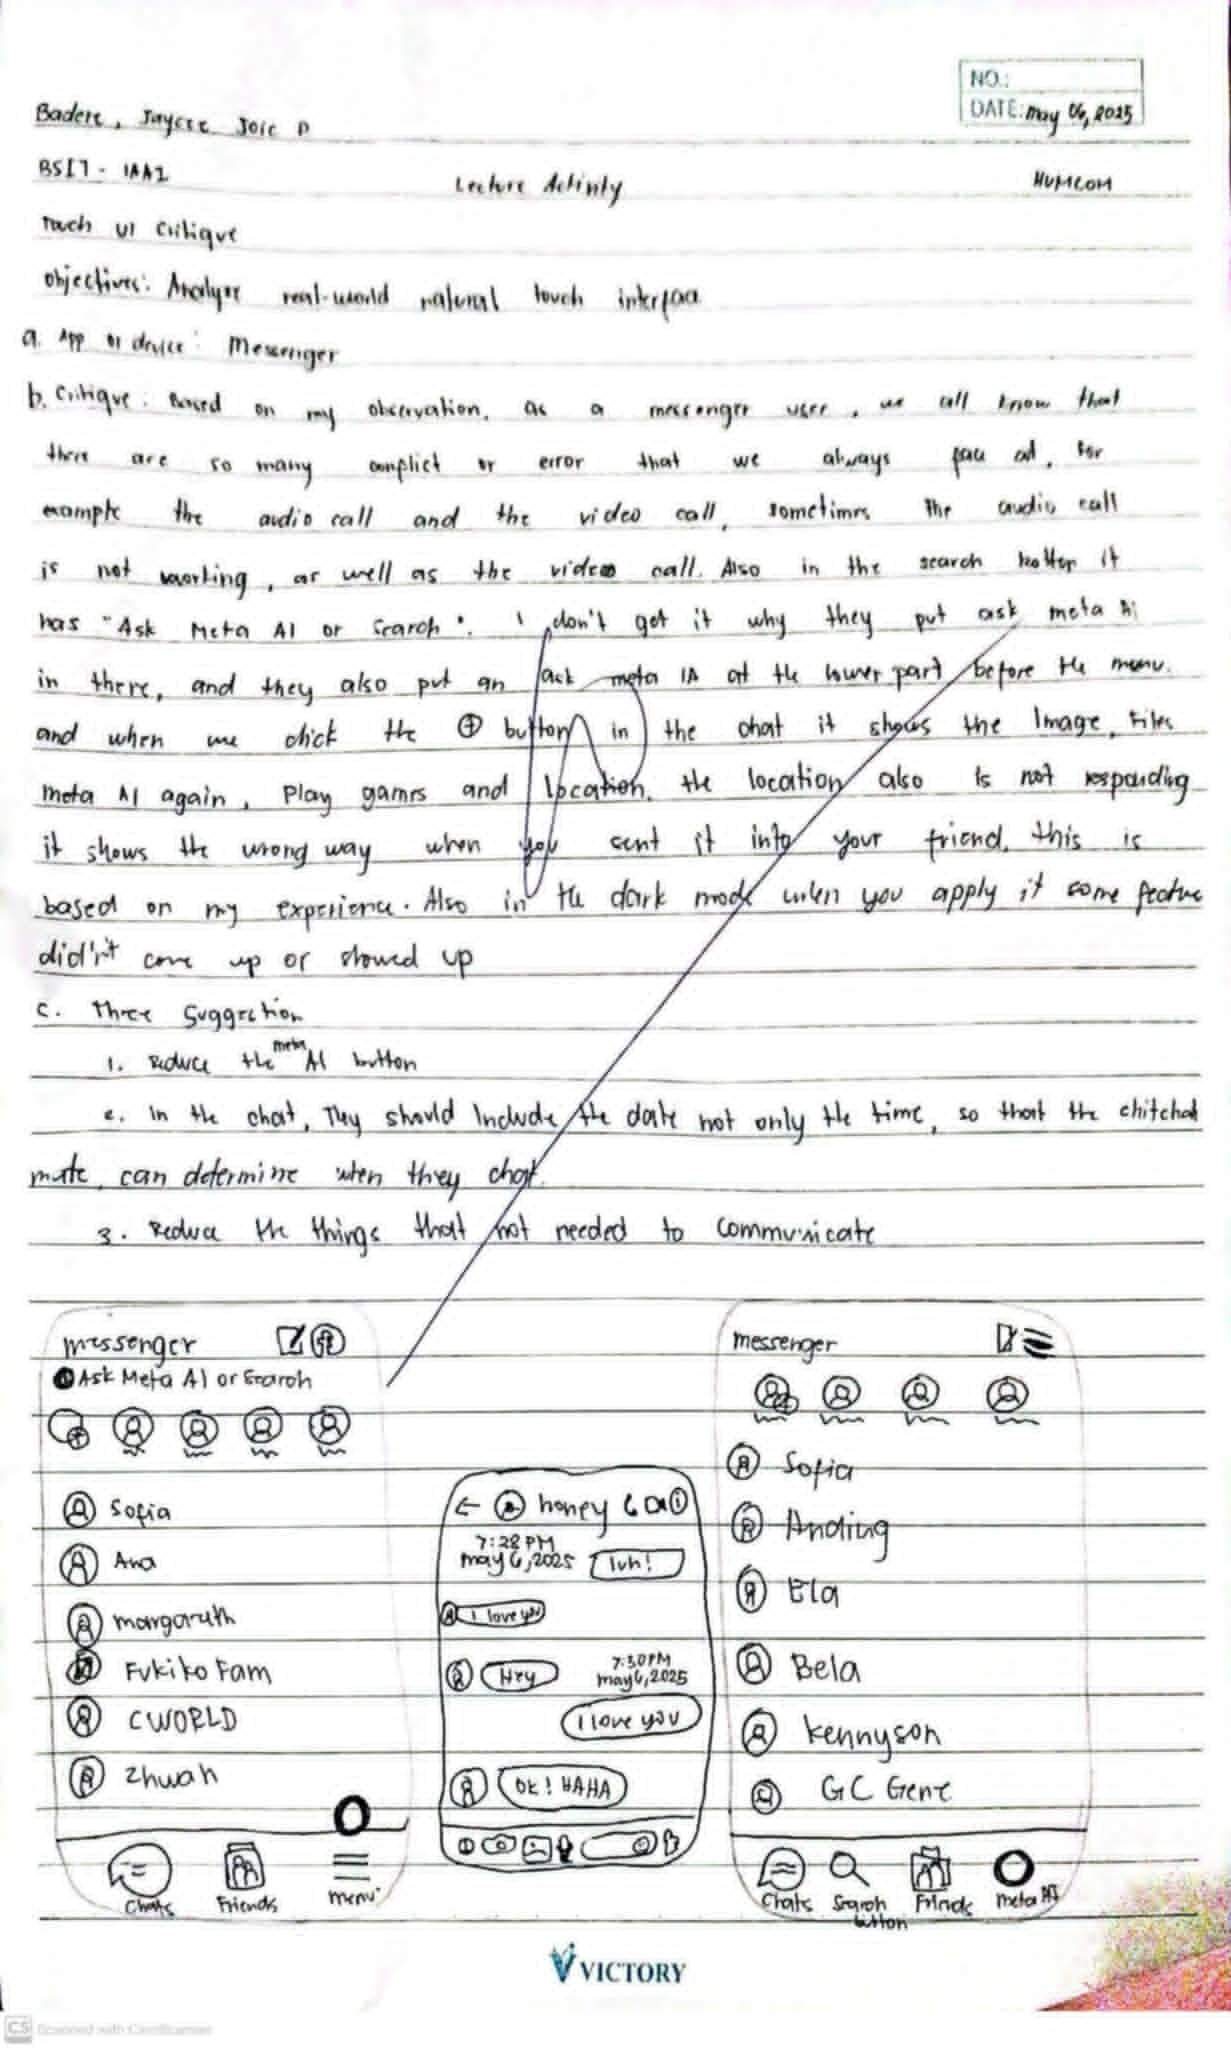 NO.:
DATE: may 06, 2025
Badere, Jaycee Joie D
BSIT - 1AA1
Lecture Activity
HUMCOM
Touch UI Critique
objectives: Analyze real-world natural touch interface
a. App or device: Messenger
b. Critique: Based on my observation, as a messenger user, we all know that
there are so many conflict or error that we always face at, for
example the audio call and the video call, sometimes the audio call
is not working, as well as the video call. Also in the search button it
has "Ask Meta AI or Search". I don't get it why they put ask meta Ai
in there, and they also put an ask meta IA at the lower part before the menu.
and when we click the ⊕ button in the chat it shows the Image, Files
meta AI again, Play games and location. the location also is not responding
it shows the wrong way when you sent it into your friend, this is
based on my experience. Also in the dark mode when you apply it some feature
didn't come up or showed up
c. Three Suggestion
1. Reduce the meta AI button
2. In the chat, They should Include the date not only the time, so that the chitchat
mate, can determine when they chat.
3. Reduce the things that not needed to communicate
messenger
Ask Meta AI or Search
Sofia
Ana
margarath
Fukiko Fam
CWORLD
Zhwah
Chats
Friends
menu
honey
7:28 PM
may 6, 2025
luh!
I love you
Hey
7:30 PM
may 6, 2025
I love you
Ok! HAHA
messenger
Sofia
Anding
Ela
Bela
kennyson
GC Gene
Chats
Search button
Frinds
meta AI
VICTORY
CS Scanned with CamScanner